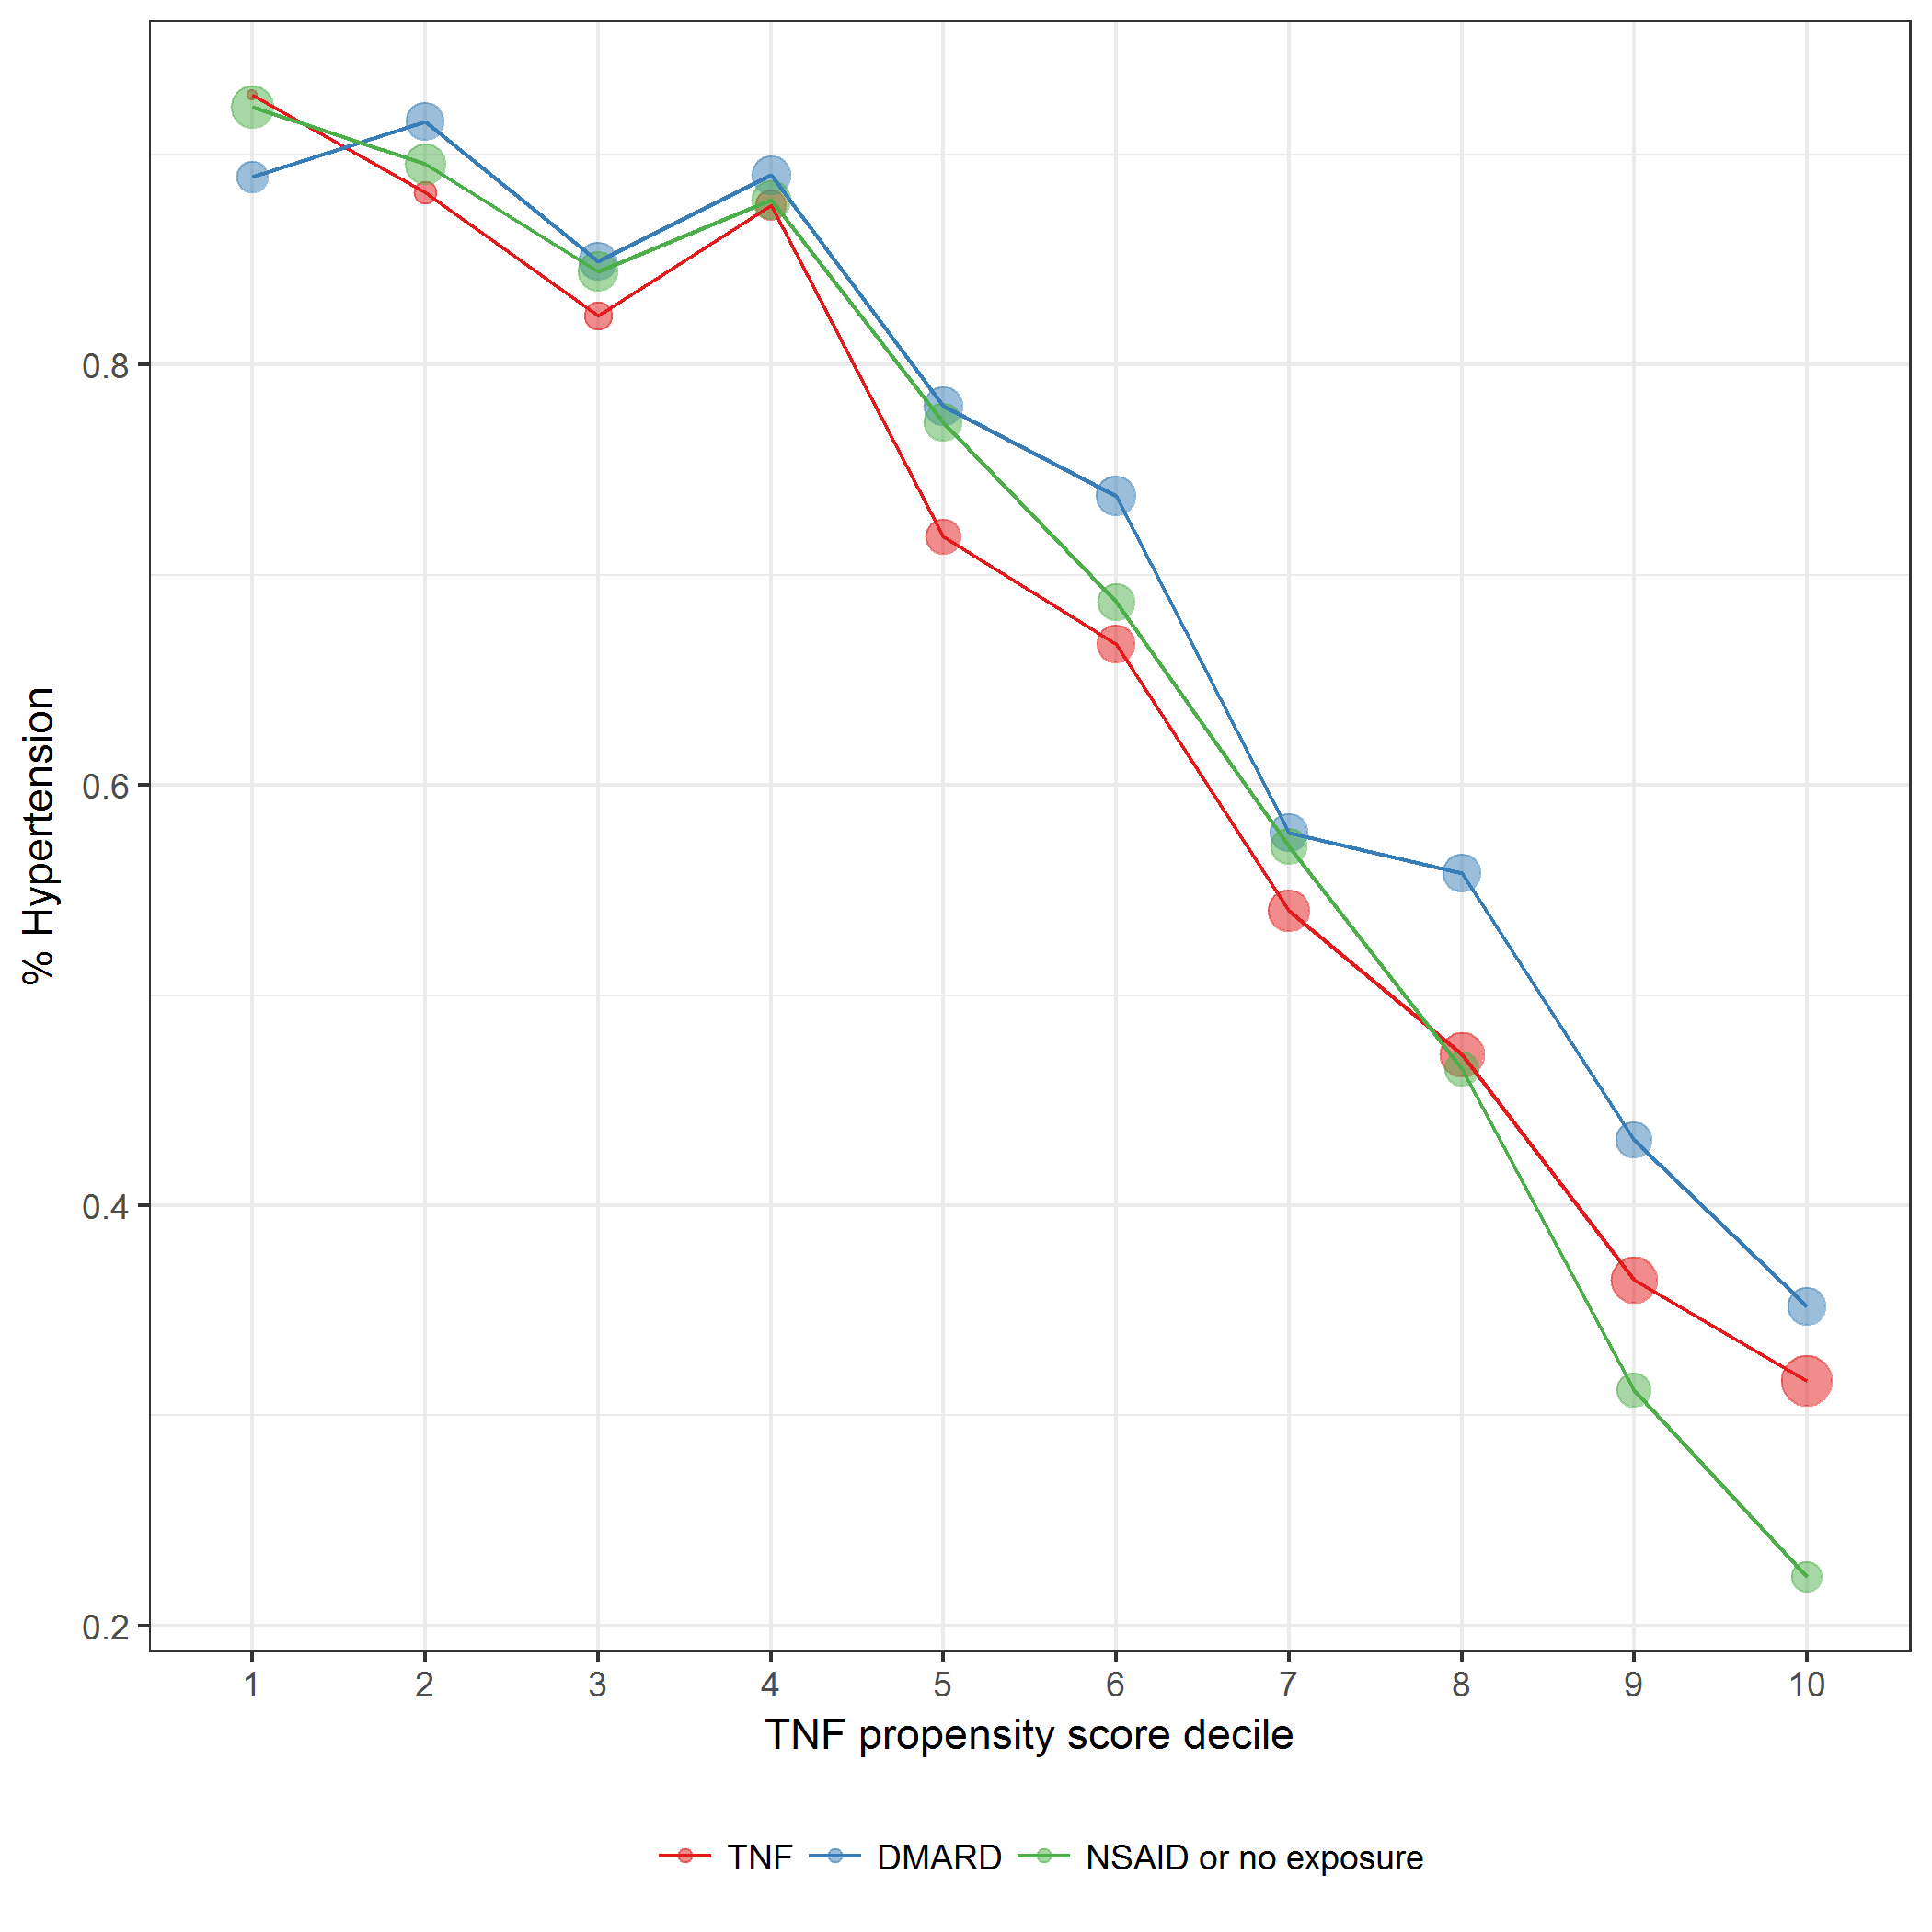 % Hypertension
0.8
0.6
0.4
0.2
1 2 3 4 5 6 7 8 9 10
TNF propensity score decile
TNF DMARD NSAID or no exposure